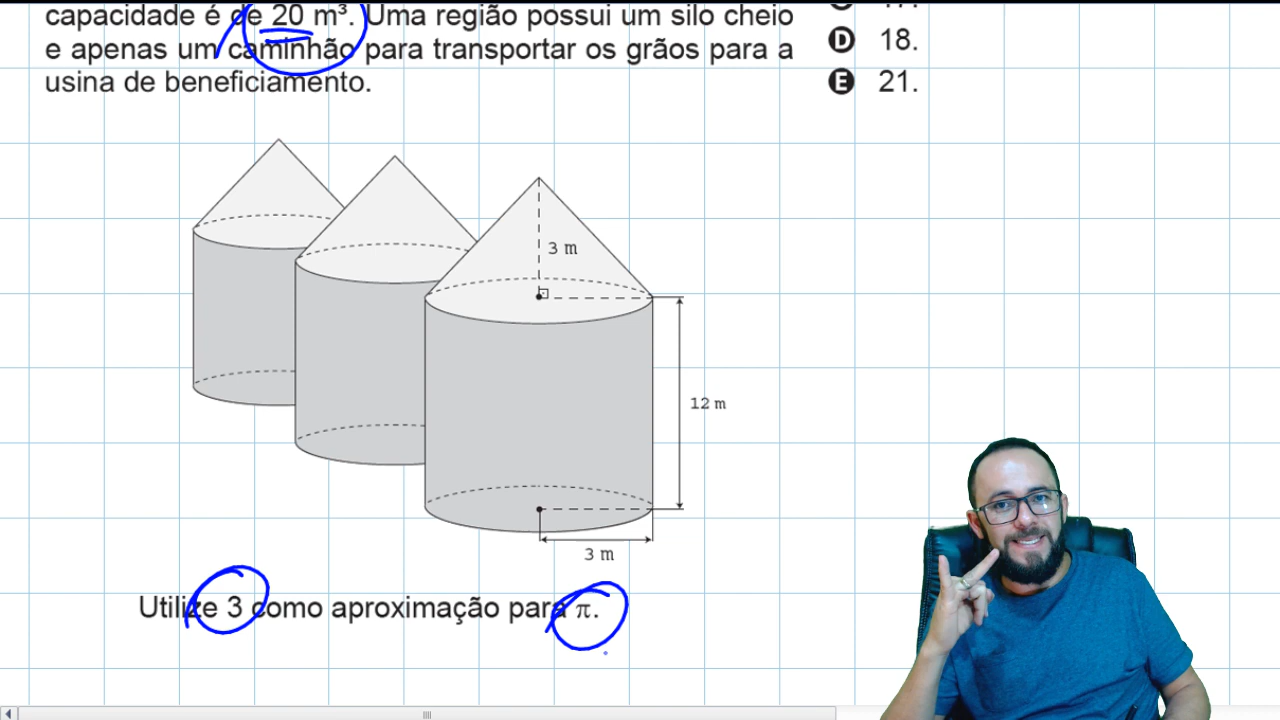 capacidade é de 20 m³. Uma região possui um silo cheio
e apenas um caminhão para transportar os grãos para a
usina de beneficiamento.
D 18.
E 21.
3 m
12 m
3 m
Utilize 3 como aproximação para π.